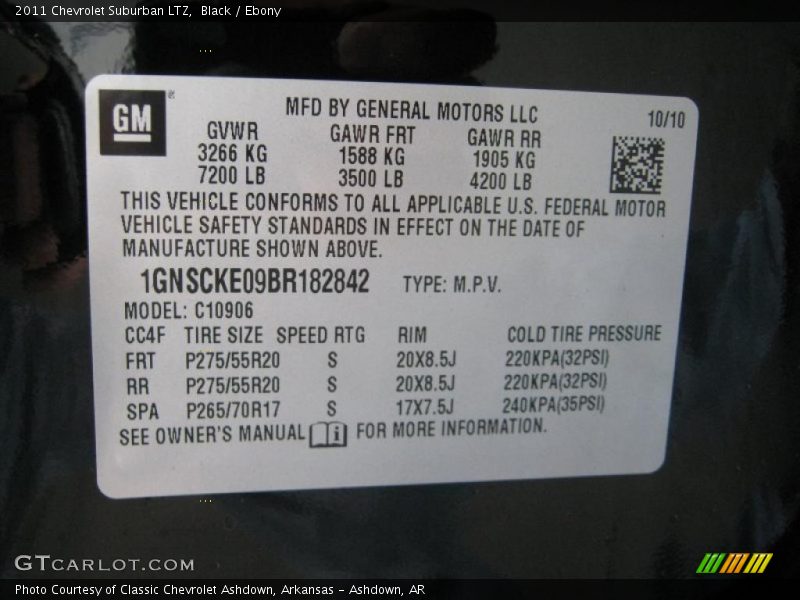 2011 Chevrolet Suburban LTZ,  Black / Ebony
GM ®
MFD BY GENERAL MOTORS LLC
10/10
GVWR GAWR FRT GAWR RR
3266 KG 1588 KG 1905 KG
7200 LB 3500 LB 4200 LB
THIS VEHICLE CONFORMS TO ALL APPLICABLE U.S. FEDERAL MOTOR
VEHICLE SAFETY STANDARDS IN EFFECT ON THE DATE OF
MANUFACTURE SHOWN ABOVE.
1GNSCKE09BR182842 TYPE: M.P.V.
MODEL: C10906
CC4F TIRE SIZE SPEED RTG RIM COLD TIRE PRESSURE
FRT P275/55R20 S 20X8.5J 220KPA(32PSI)
RR P275/55R20 S 20X8.5J 220KPA(32PSI)
SPA P265/70R17 S 17X7.5J 240KPA(35PSI)
SEE OWNER'S MANUAL i FOR MORE INFORMATION.
GTCARLOT.COM
Photo Courtesy of Classic Chevrolet Ashdown, Arkansas - Ashdown, AR